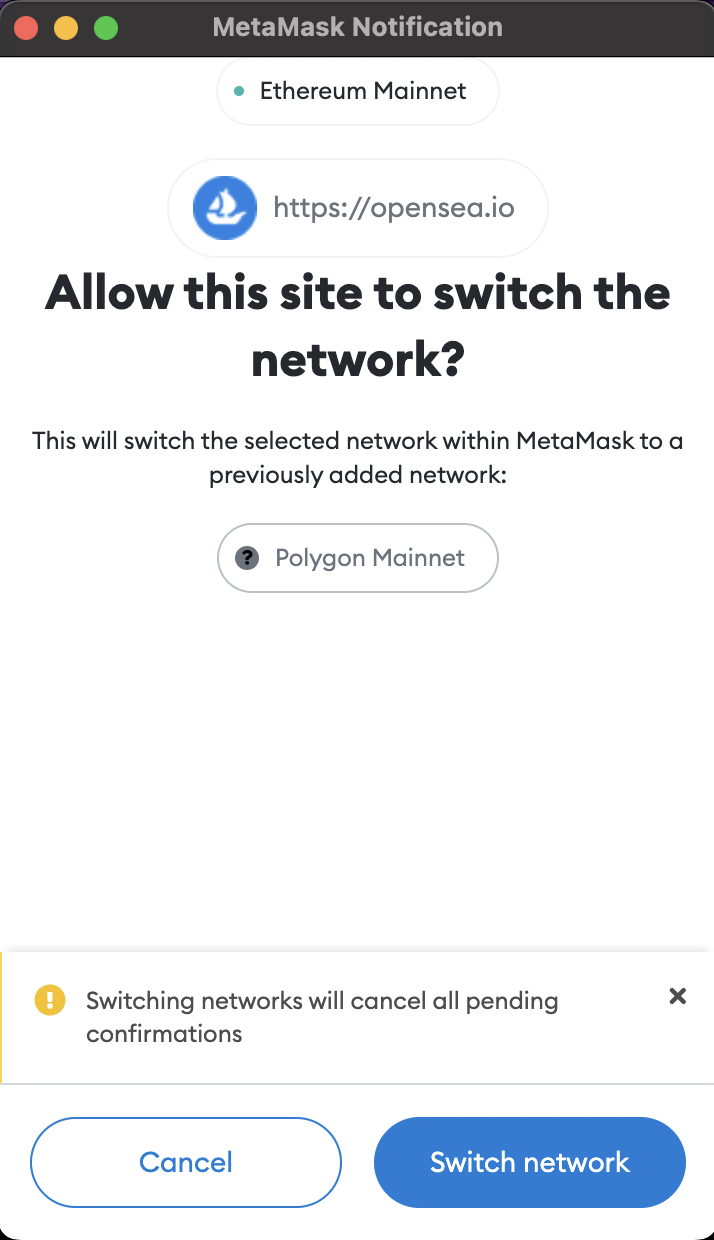 MetaMask Notification
Ethereum Mainnet
https://opensea.io
Allow this site to switch the
network?
This will switch the selected network within MetaMask to a
previously added network:
? Polygon Mainnet
! Switching networks will cancel all pending
confirmations
Cancel
Switch network